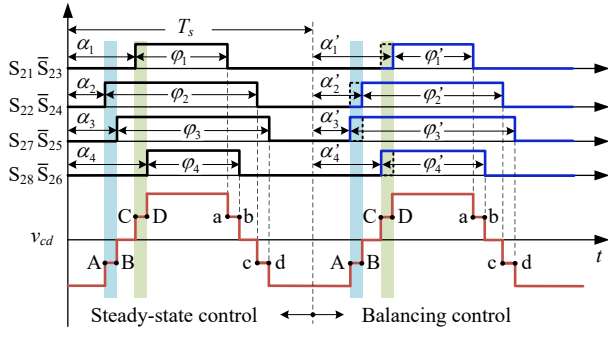 T_s
α_1 φ_1 α_1' φ_1'
S_21 S̄_23
α_2 φ_2 α_2' φ_2'
S_22 S̄_24
α_3 φ_3 α_3' φ_3'
S_27 S̄_25
α_4 φ_4 α_4' φ_4'
S_28 S̄_26
C D a b C D a b
v_cd t
A B c d A B c d
Steady-state control Balancing control